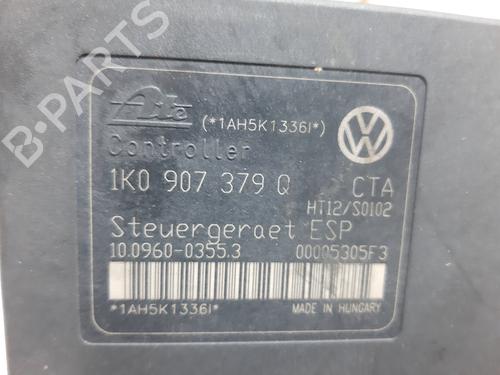 Ate (*1AH5K1336I*)
Controller
1K0 907 379 Q CTA
HT12/S0102
Steuergeraet ESP
10.0960-0355.3 00005305F3
*1AH5K1336I* MADE IN HUNGARY
B-PARTS
B-PARTS